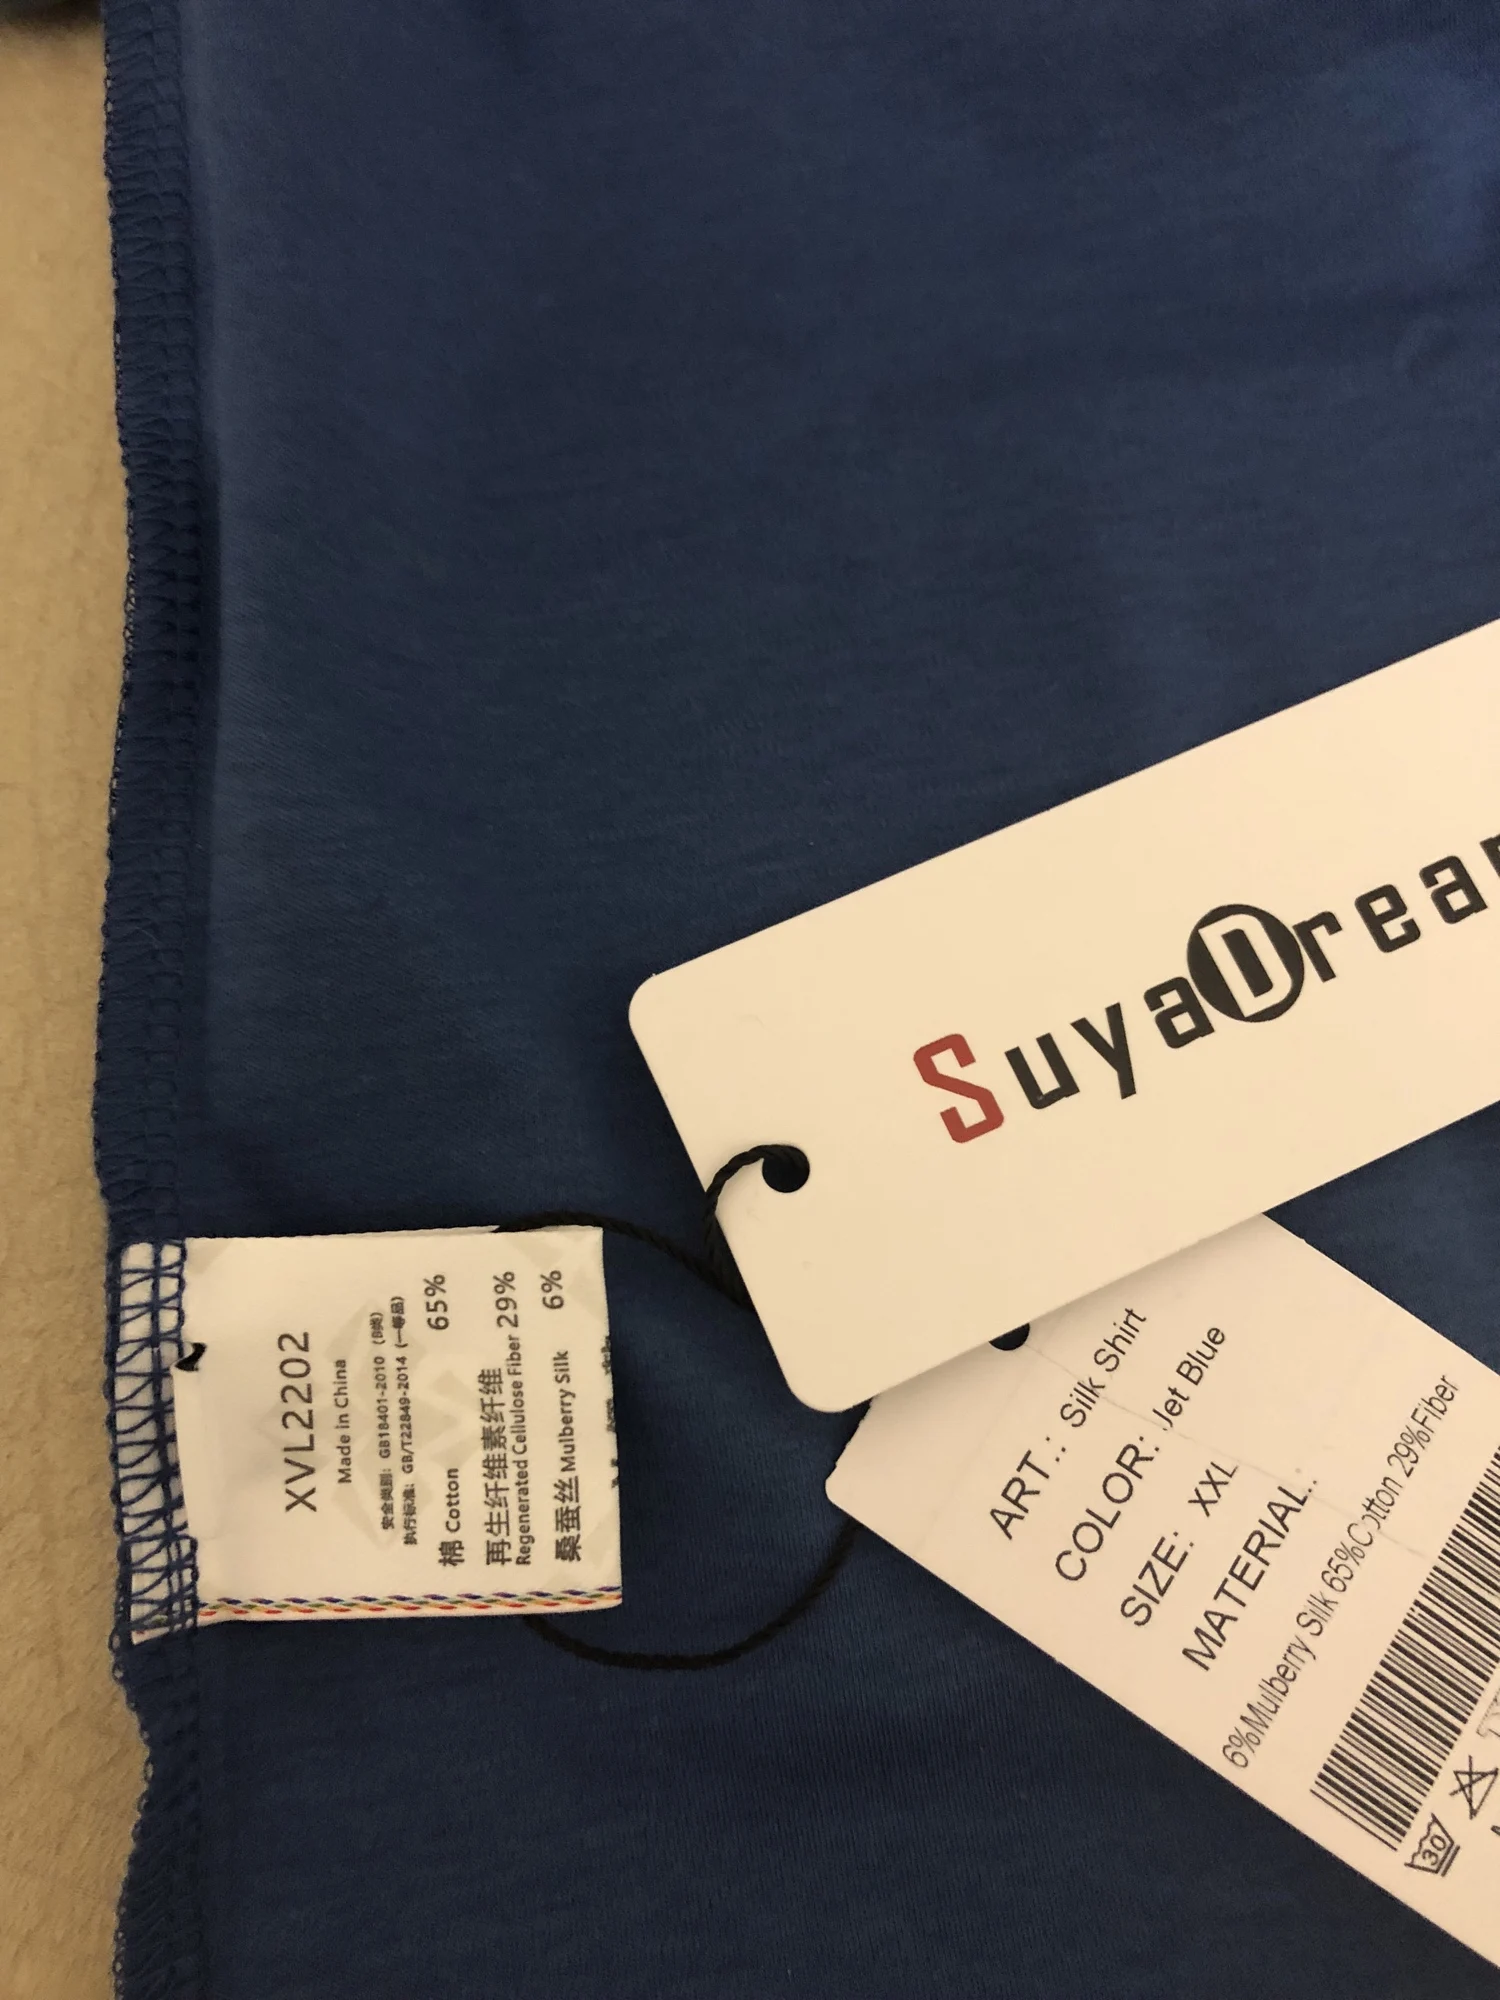 SuyaDrea
XVL2202
Made in China
安全类别: GB18401-2010 (B类)
执行标准: GB/T22849-2014 (一等品)
棉 Cotton 65%
再生纤维素纤维
Regenerated Cellulose Fiber 29%
桑蚕丝 Mulberry Silk 6%
ART.: Silk Shirt
COLOR: Jet Blue
SIZE: XXL
MATERIAL.:
6%Mulberry Silk 65%Cotton 29%Fiber
30